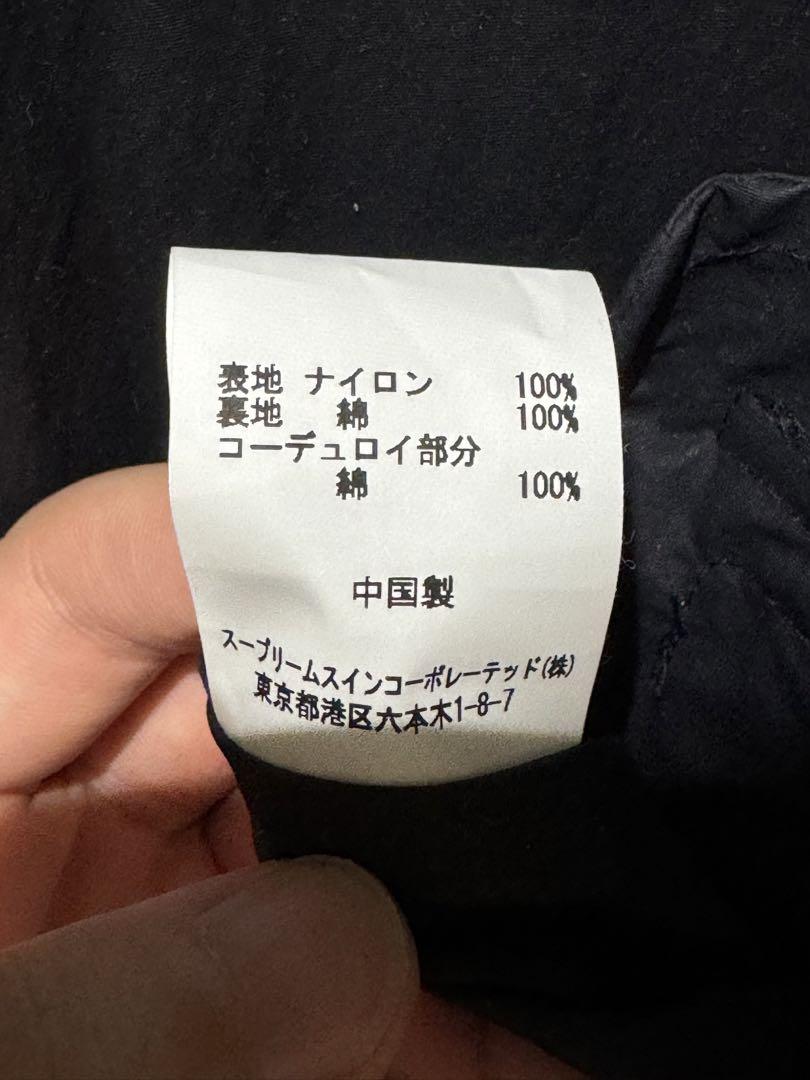 表地 ナイロン 100%
裏地 綿 100%
コーデュロイ部分
綿 100%
中国製
スープリームスインコーポレーテッド(株)
東京都港区六本木1-8-7